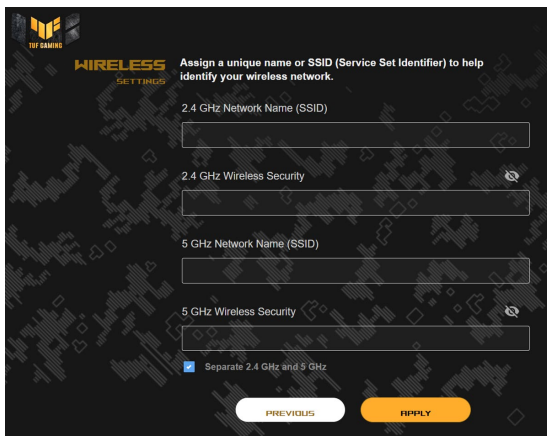 TUF GAMING
WIRELESS
SETTINGS
Assign a unique name or SSID (Service Set Identifier) to help
identify your wireless network.
2.4 GHz Network Name (SSID)
2.4 GHz Wireless Security
5 GHz Network Name (SSID)
5 GHz Wireless Security
Separate 2.4 GHz and 5 GHz
PREVIOUS
APPLY